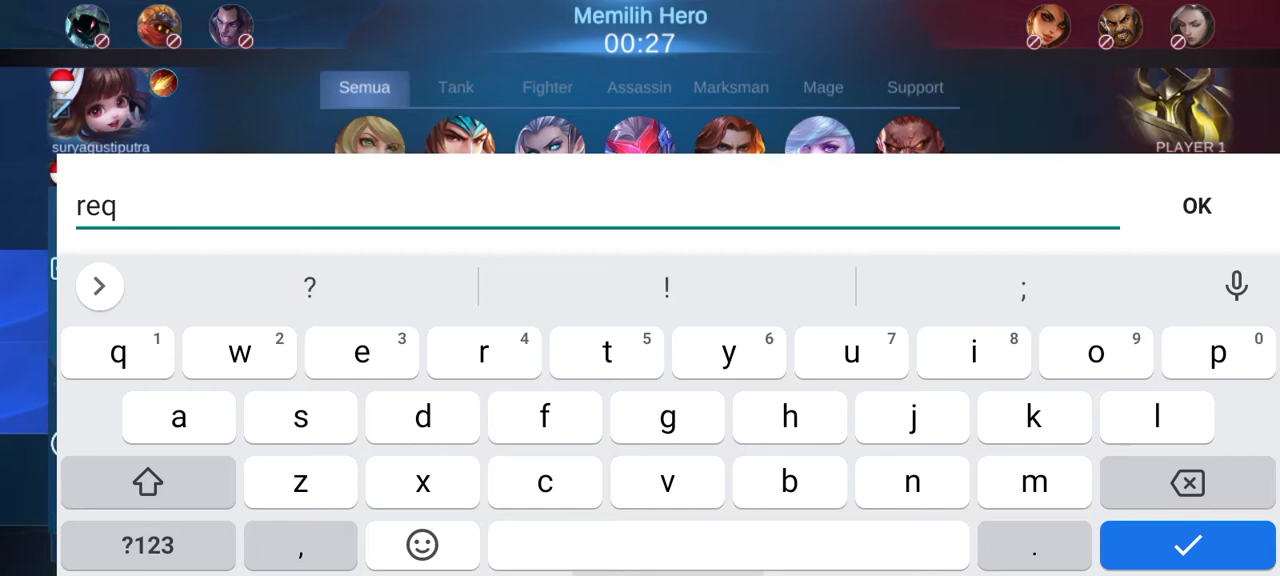 Memilih Hero
00:27
Semua Tank Fighter Assassin Marksman Mage Support
suryagustiputra
PLAYER 1
req
OK
? ! ;
q 1 w 2 e 3 r 4 t 5 y 6 u 7 i 8 o 9 p 0
a s d f g h j k l
z x c v b n m
?123 , .